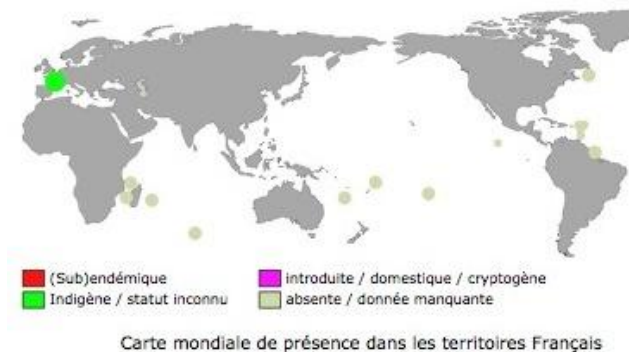 (Sub)endémique
introduite / domestique / cryptogène
Indigène / statut inconnu
absente / donnée manquante
Carte mondiale de présence dans les territoires Français